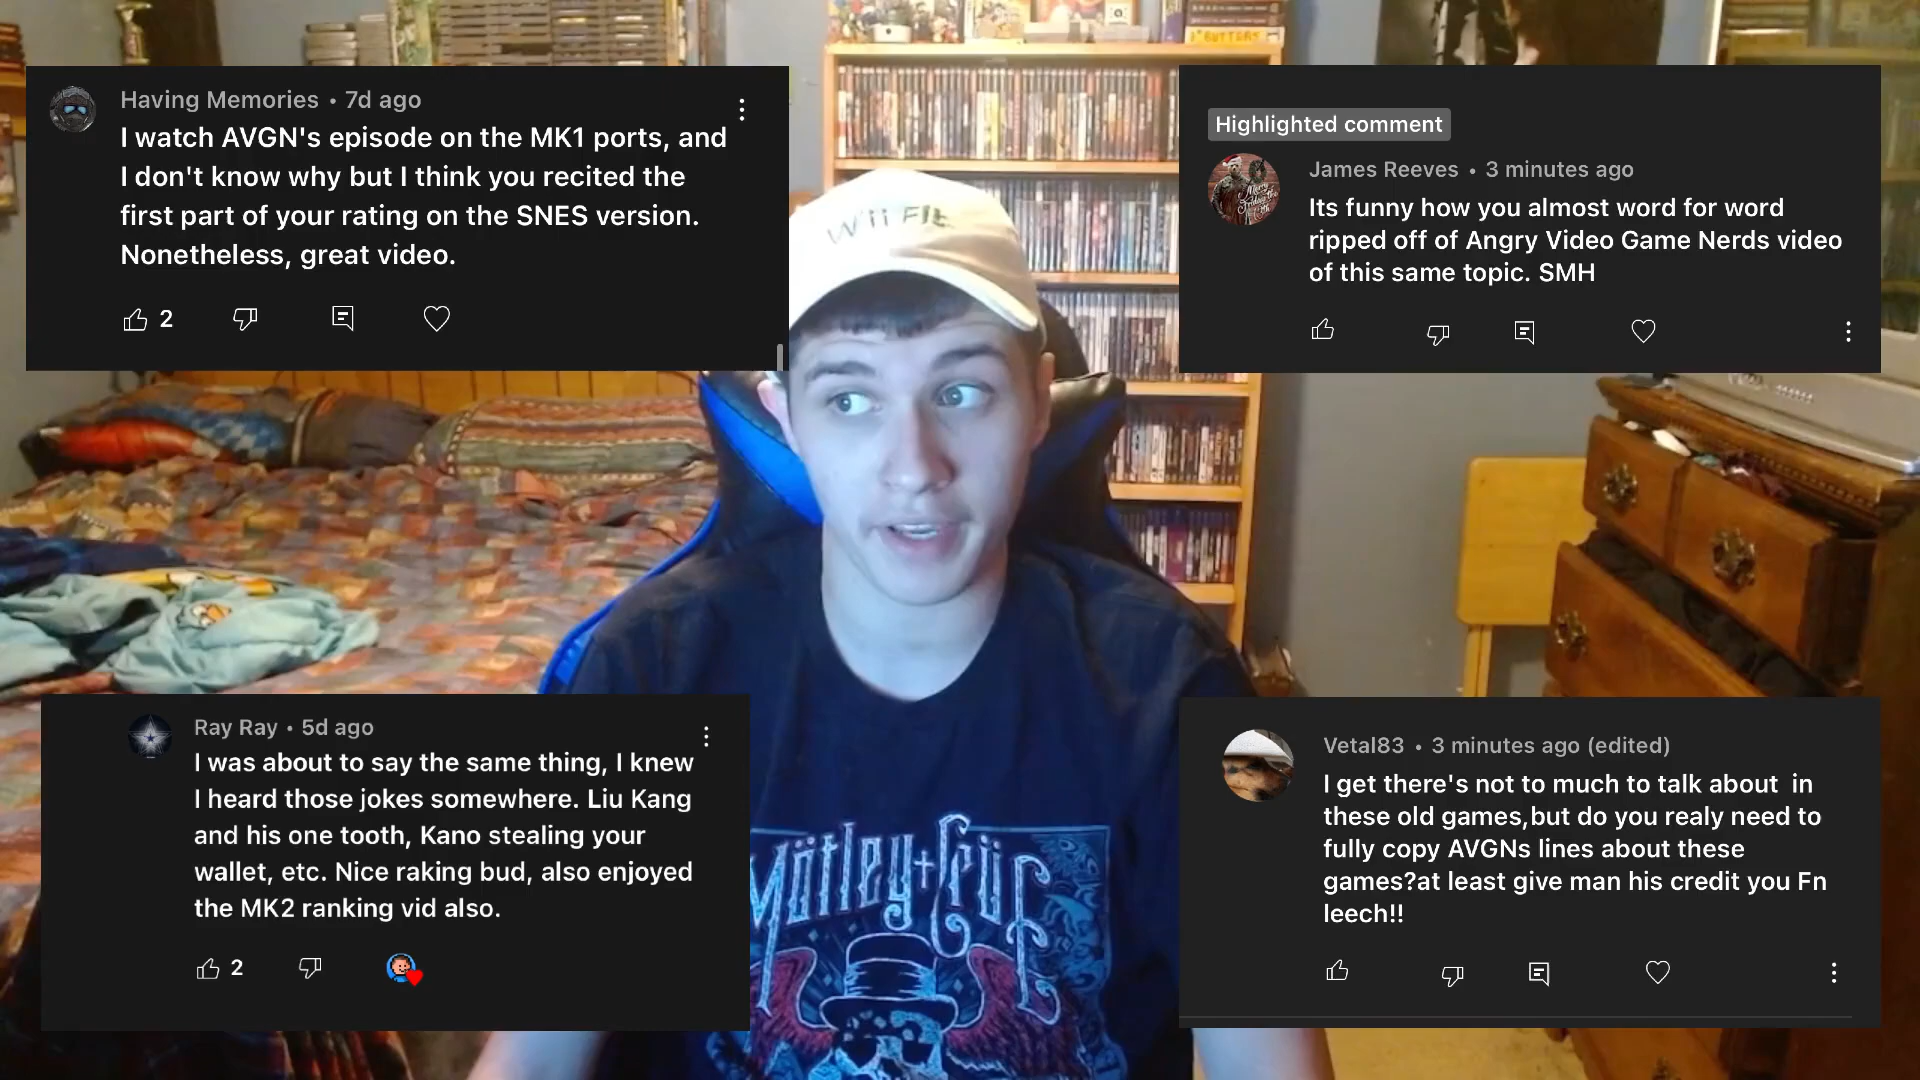 Having Memories • 7d ago
I watch AVGN's episode on the MK1 ports, and
I don't know why but I think you recited the
first part of your rating on the SNES version.
Nonetheless, great video.
2
Highlighted comment
James Reeves • 3 minutes ago
Its funny how you almost word for word
ripped off of Angry Video Game Nerds video
of this same topic. SMH
Wii Fit
Ray Ray • 5d ago
I was about to say the same thing, I knew
I heard those jokes somewhere. Liu Kang
and his one tooth, Kano stealing your
wallet, etc. Nice raking bud, also enjoyed
the MK2 ranking vid also.
2
Vetal83 • 3 minutes ago (edited)
I get there's not to much to talk about in
these old games,but do you realy need to
fully copy AVGNs lines about these
games?at least give man his credit you Fn
leech!!
Mötley Crüe